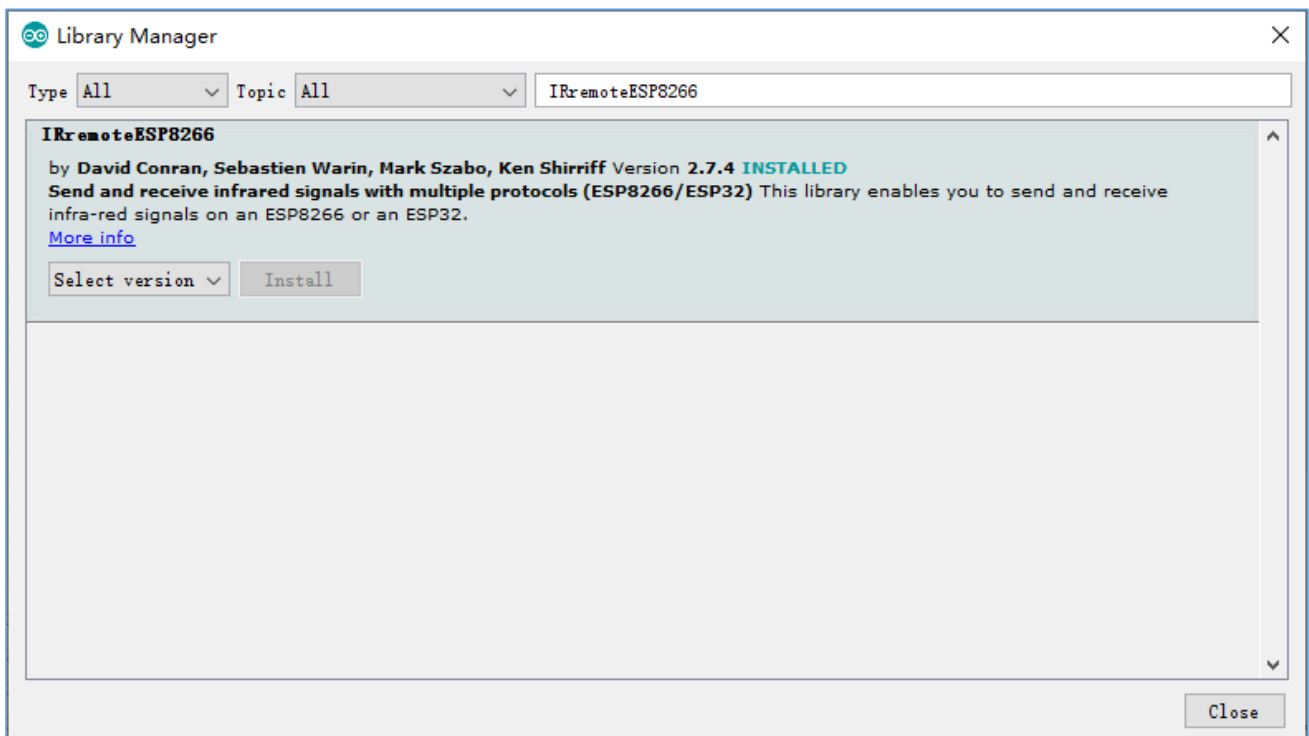 Library Manager
Type All Topic All IRremoteESP8266
IRremoteESP8266
by David Conran, Sebastien Warin, Mark Szabo, Ken Shirriff Version 2.7.4 INSTALLED
Send and receive infrared signals with multiple protocols (ESP8266/ESP32) This library enables you to send and receive
infra-red signals on an ESP8266 or an ESP32.
More info
Select version Install
Close